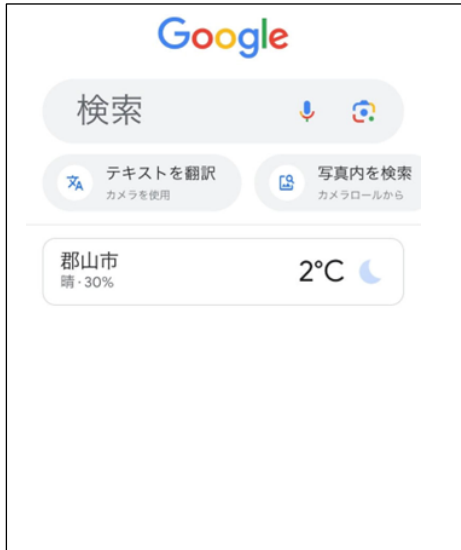 Google
検索
テキストを翻訳
カメラを使用
写真内を検索
カメラロールから
郡山市
晴·30%
2°C